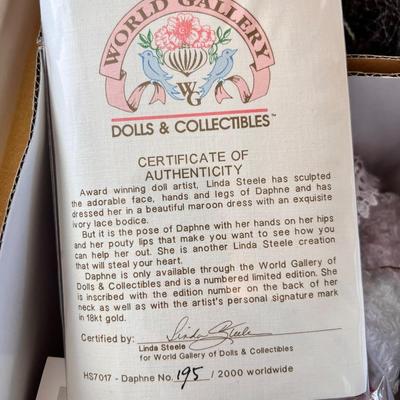 WORLD GALLERY
WG
DOLLS & COLLECTIBLES™
CERTIFICATE OF
AUTHENTICITY
Award winning doll artist, Linda Steele has sculpted
the adorable face, hands and legs of Daphne and has
dressed her in a beautiful maroon dress with an exquisite
ivory lace bodice.
But it is the pose of Daphne with her hands on her hips
and her pouty lips that make you want to see how you
can help her out. She is another Linda Steele creation
that will steal your heart.
Daphne is only available through the World Gallery of
Dolls & Collectibles and is a numbered limited edition. She
is inscribed with the edition number on the back of her
neck as well as with the artist's personal signature mark
in 18kt gold.
Certified by: Linda Steele
Linda Steele
for World Gallery of Dolls & Collectibles
HS7017 - Daphne No. 195 / 2000 worldwide